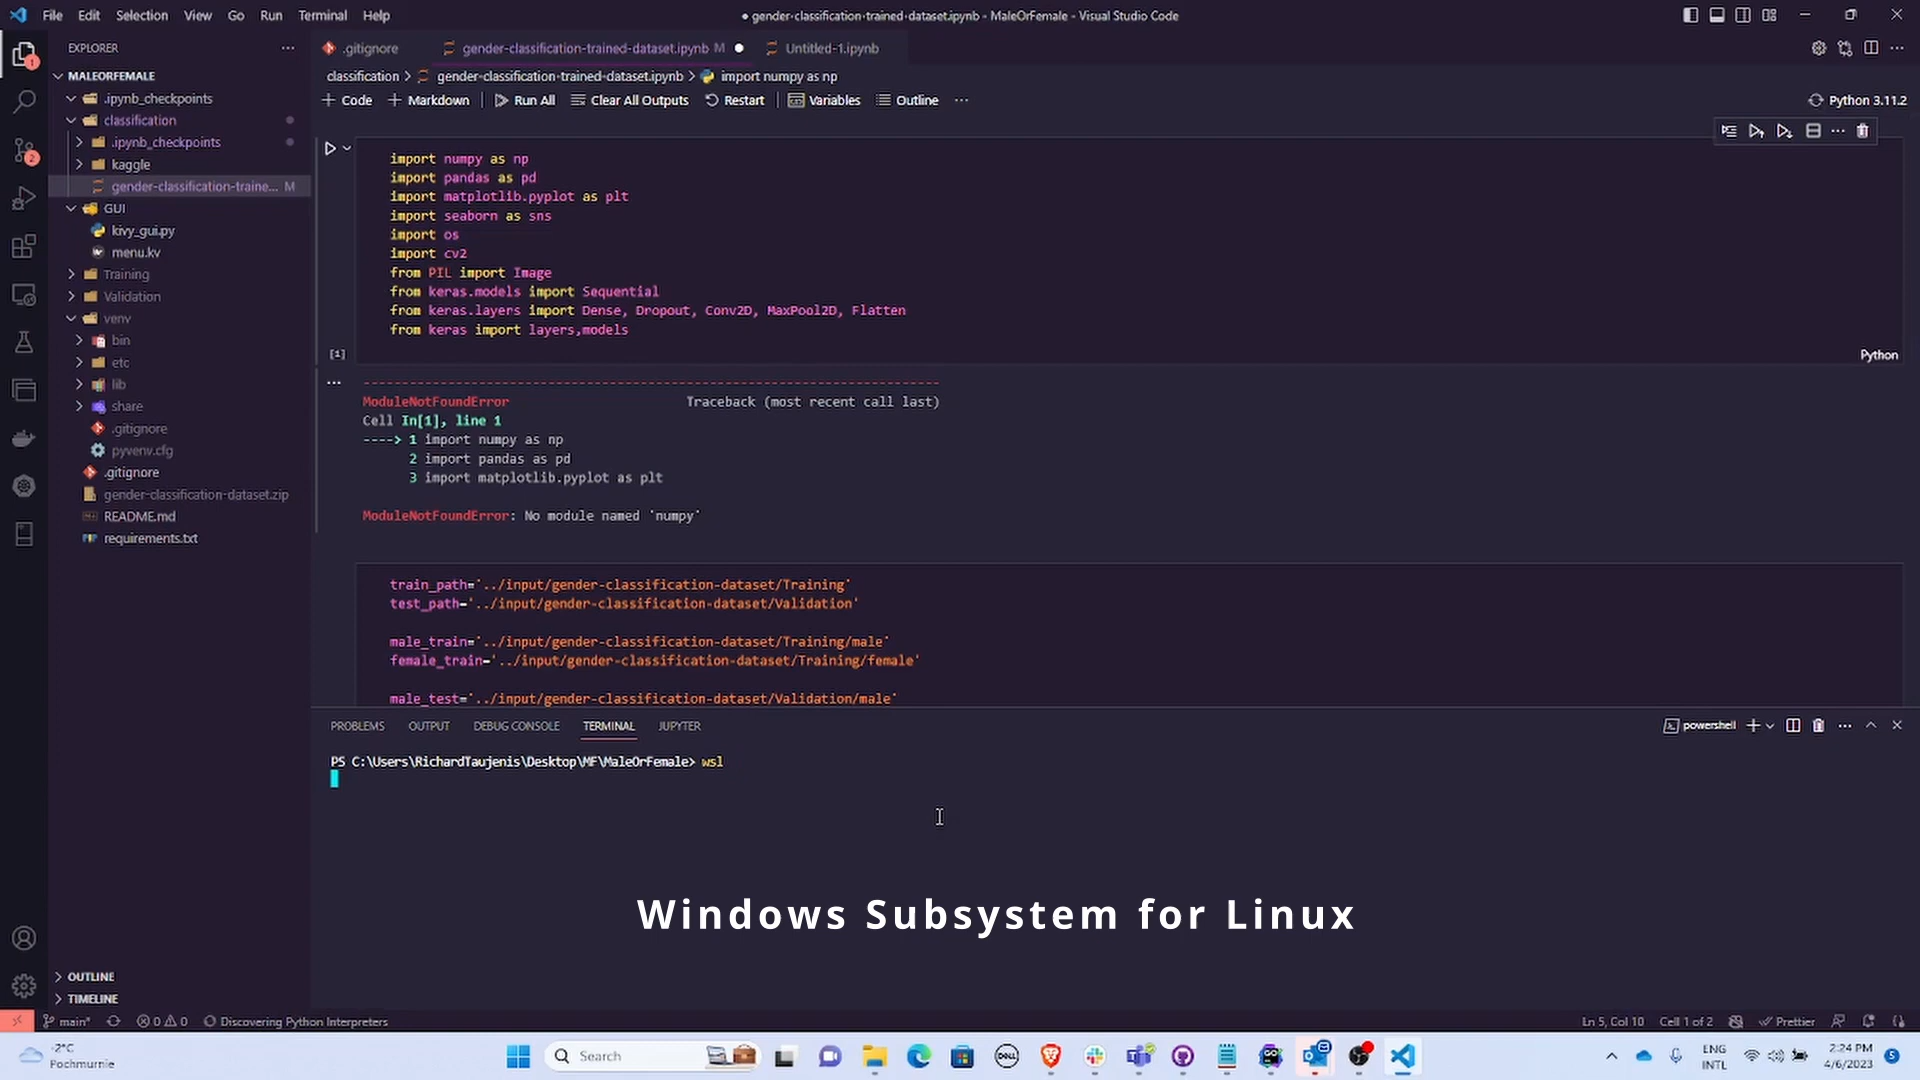 File Edit Selection View Go Run Terminal Help
● gender-classification-trained-dataset.ipynb - MaleOrFemale - Visual Studio Code
EXPLORER
.gitignore
gender-classification-trained-dataset.ipynb M
Untitled-1.ipynb
classification > gender-classification-trained-dataset.ipynb > import numpy as np
+ Code + Markdown Run All Clear All Outputs Restart Variables Outline ...
Python 3.11.2
MALEORFEMALE
.ipynb_checkpoints
classification
.ipynb_checkpoints
kaggle
gender-classification-traine... M
GUI
kivy_gui.py
menu.kv
Training
Validation
venv
bin
etc
lib
share
.gitignore
pyvenv.cfg
.gitignore
gender-classification-dataset.zip
README.md
requirements.txt
OUTLINE
TIMELINE
import numpy as np
import pandas as pd
import matplotlib.pyplot as plt
import seaborn as sns
import os
import cv2
from PIL import Image
from keras.models import Sequential
from keras.layers import Dense, Dropout, Conv2D, MaxPool2D, Flatten
from keras import layers,models
[1]
Python
---------------------------------------------------------------------------
ModuleNotFoundError Traceback (most recent call last)
Cell In[1], line 1
----> 1 import numpy as np
2 import pandas as pd
3 import matplotlib.pyplot as plt
ModuleNotFoundError: No module named 'numpy'
train_path='../input/gender-classification-dataset/Training'
test_path='../input/gender-classification-dataset/Validation'
male_train='../input/gender-classification-dataset/Training/male'
female_train='../input/gender-classification-dataset/Training/female'
male_test='../input/gender-classification-dataset/Validation/male'
PROBLEMS OUTPUT DEBUG CONSOLE TERMINAL JUPYTER
powershell
PS C:\Users\RichardTaujenis\Desktop\MF\MaleOrFemale> wsl
Windows Subsystem for Linux
main* 0 0 Discovering Python Interpreters
Ln 5, Col 10 Cell 1 of 2 Prettier
-2°C
Pochmurnie
Search
DELL
ENG
INTL
2:24 PM
4/6/2023
5